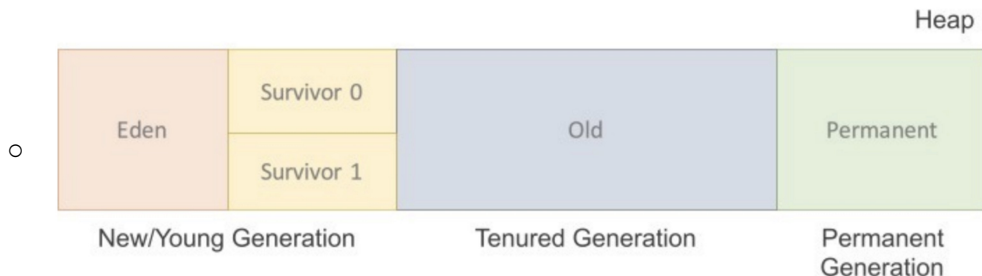 Heap
Eden
Survivor 0
Survivor 1
Old
Permanent
New/Young Generation
Tenured Generation
Permanent
Generation